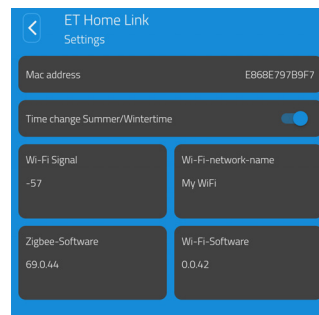 ET Home Link
Settings
Mac address E868E797B9F7
Time change Summer/Wintertime
Wi-Fi Signal
-57
Wi-Fi-network-name
My WiFi
Zigbee-Software
69.0.44
Wi-Fi-Software
0.0.42